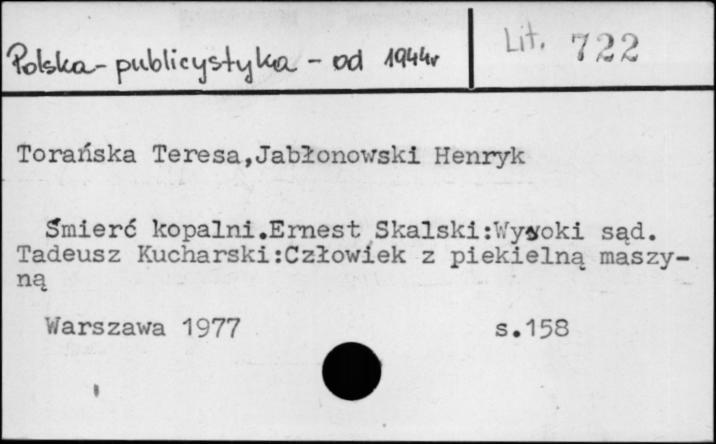 Polska - publicystyka - od 1944r
Lit. 722
Torańska Teresa,Jabłonowski Henryk
Śmierć kopalni.Ernest Skalski:Wysoki sąd.
Tadeusz Kucharski:Człowiek z piekielną maszy-
ną
Warszawa 1977 s.158